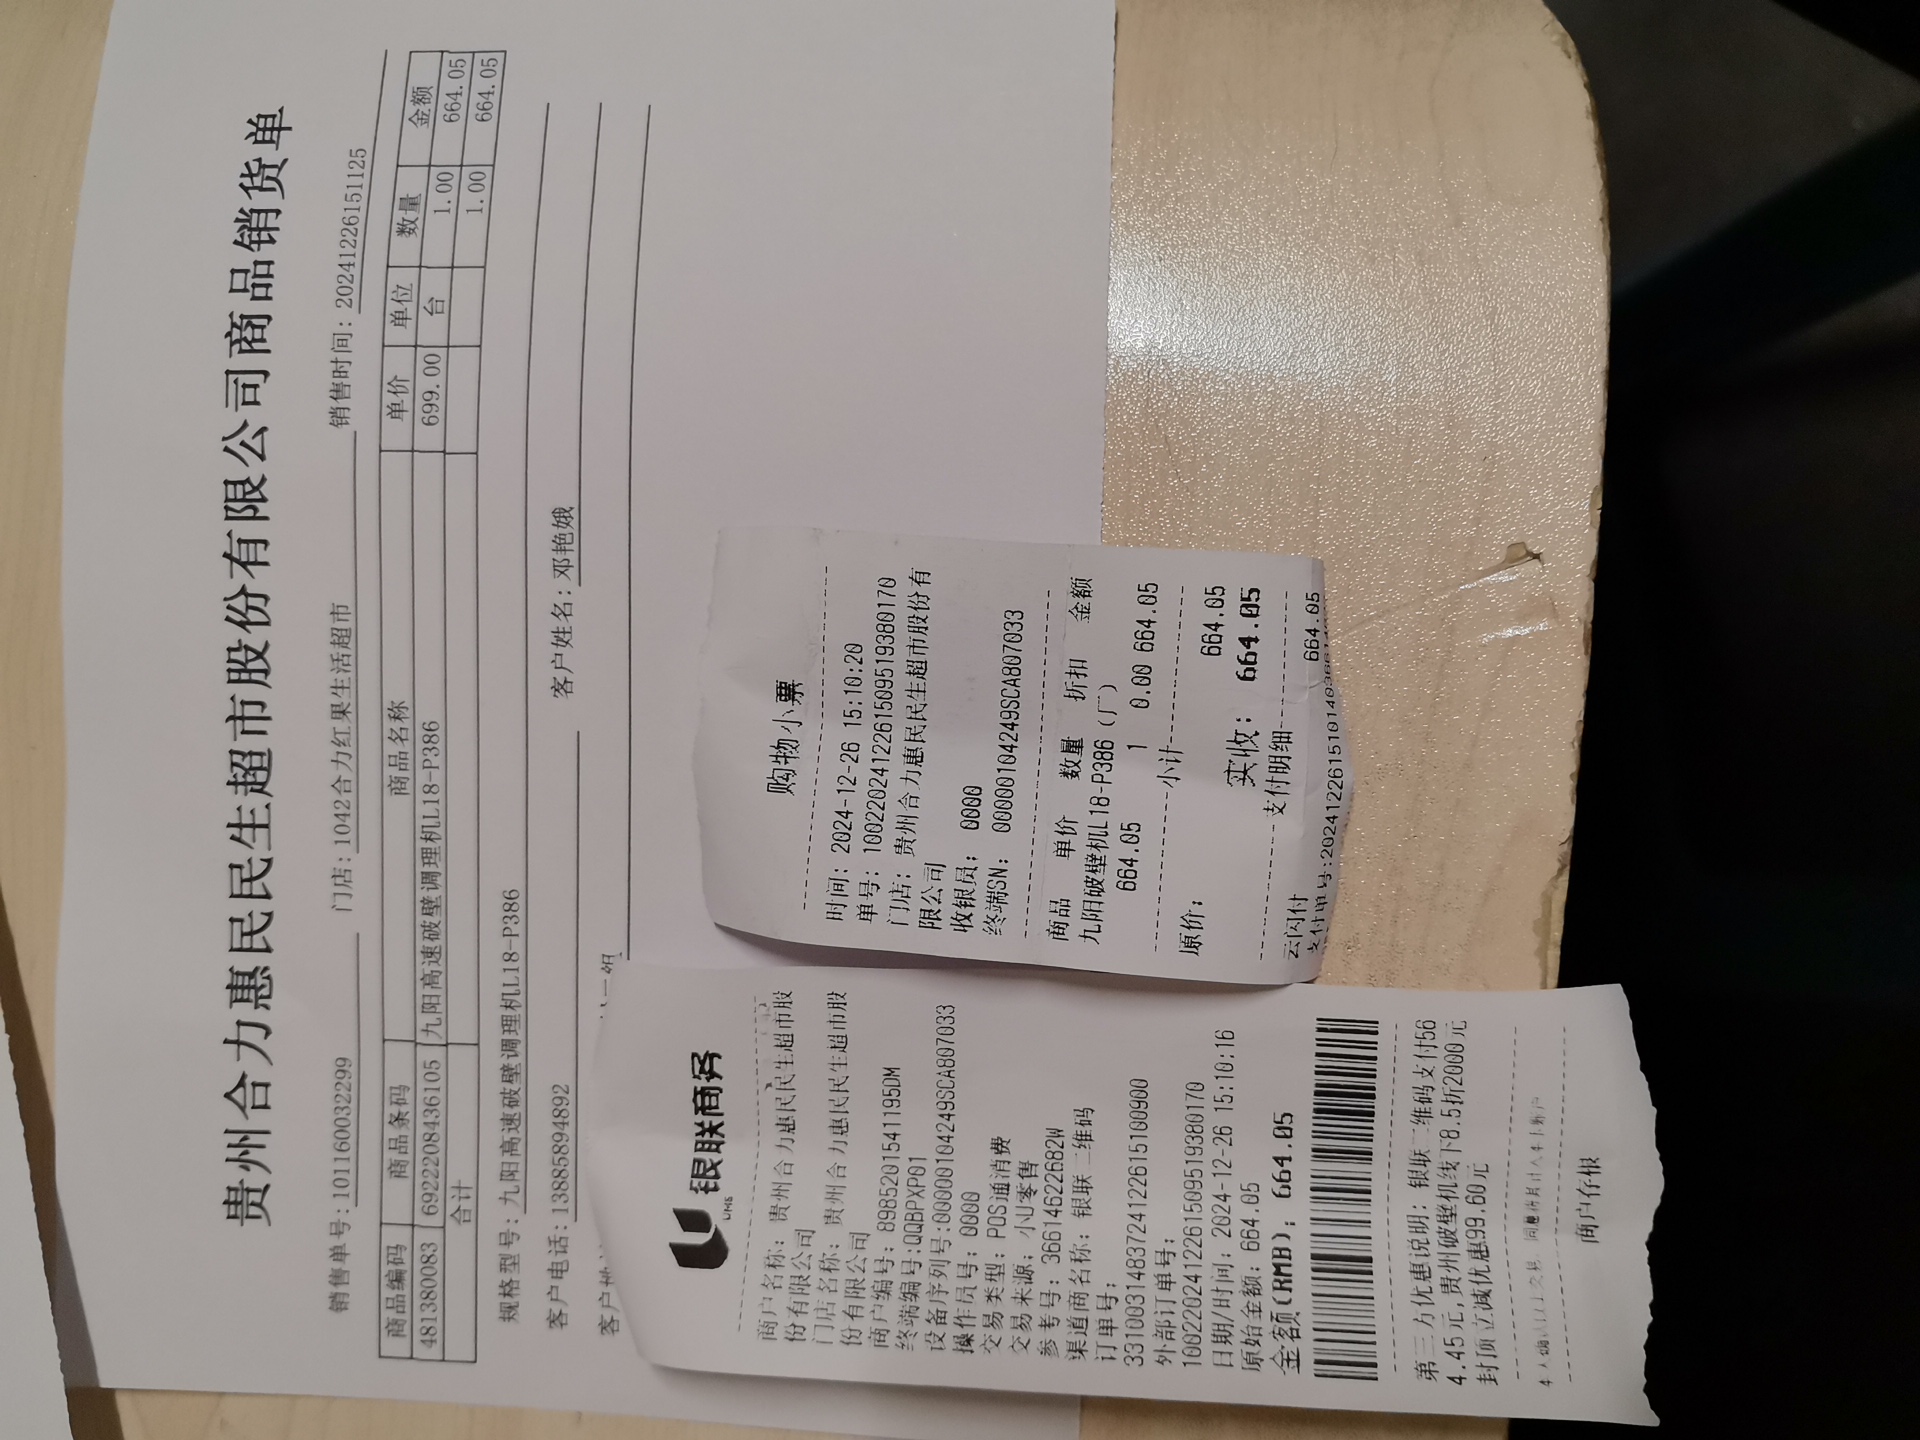 贵州合力惠民民生超市股份有限公司商品销货单
销售单号: 101160032299 门店: 1042合力红果生活超市 销售时间: 20241226151125
商品编码 商品条码 商品名称 单价 单位 数量 金额
481380083 6922208436105 九阳高速破壁调理机L18-P386 699.00 台 1.00 664.05
合计 1.00 664.05
规格型号: 九阳高速破壁调理机L18-P386
客户电话: 13885894892 客户姓名: 邓艳娥
客户地
银联商务
UMS
商户名称: 贵州合力惠民民生超市股
份有限公司
门店名称: 贵州合力惠民民生超市股
份有限公司
商户编号: 8985201541195DM
终端编号:QQBPXP01
设备序列号:00000104249SCA807033
操作员号: 0000
交易类型: POS通消费
交易来源: 小U零售
参考号: 36614622682W
渠道商名称: 银联二维码
订单号:
33100314837241226151009​00
外部订单号:
10022024122615095193801​70
日期/时间: 2024-12-26 15:10:16
原始金额: 664.05
金额(RMB): 664.05
第三方优惠说明: 银联二维码支付56
4.45元,贵州破壁机线下8.5折2000元
封顶立减优惠99.60元
商户存根
购物小票
时间: 2024-12-26 15:10:20
单号: 10022024122615095193801​70
门店: 贵州合力惠民民生超市股份有
限公司
收银员: 0000
终端SN: 00000104249SCA807033
商品 单价 数量 折扣 金额
九阳破壁机L18-P386(厂)
664.05 1 0.00 664.05
小计
原价: 664.05
实收: 664.05
支付明细
云闪付 664.05
支付单号:202412261510140366